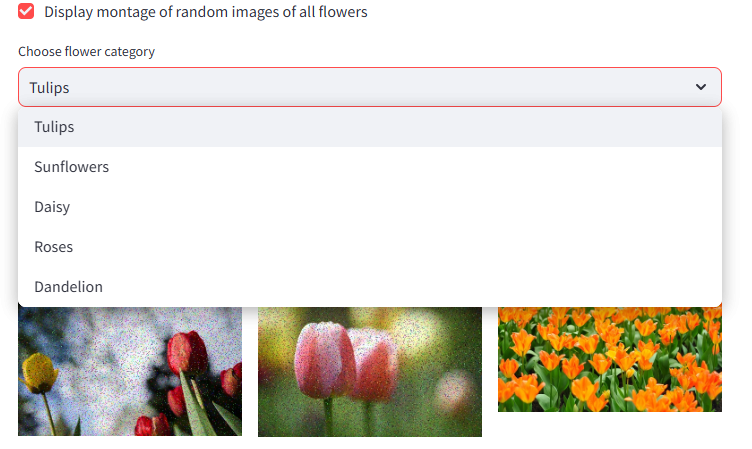 Display montage of random images of all flowers
Choose flower category
Tulips
Tulips
Sunflowers
Daisy
Roses
Dandelion